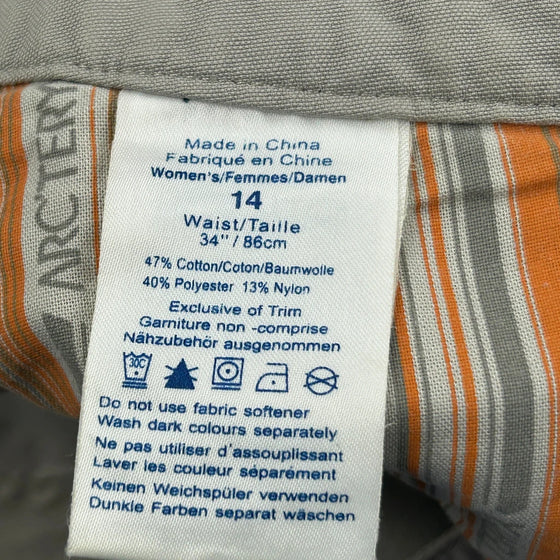 ARC'TERY
Made in China
Fabriqué en Chine
Women's/Femmes/Damen
14
Waist/Taille
34"/86cm
47% Cotton/Coton/Baumwolle
40% Polyester 13% Nylon
Exclusive of Trim
Garniture non -comprise
Nähzubehör ausgenommen
30C
Do not use fabric softener
Wash dark colours separately
Ne pas utiliser d'assouplissant
Laver les couleur séparément
Keinen Weichspüler verwenden
Dunkle Farben separat wäschen